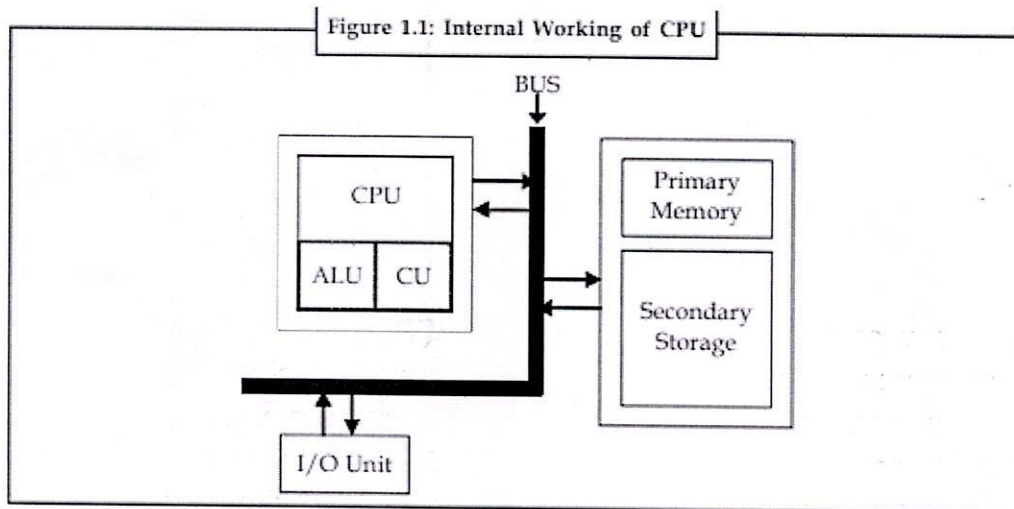 Figure 1.1: Internal Working of CPU
BUS
CPU
ALU CU
Primary
Memory
Secondary
Storage
I/O Unit